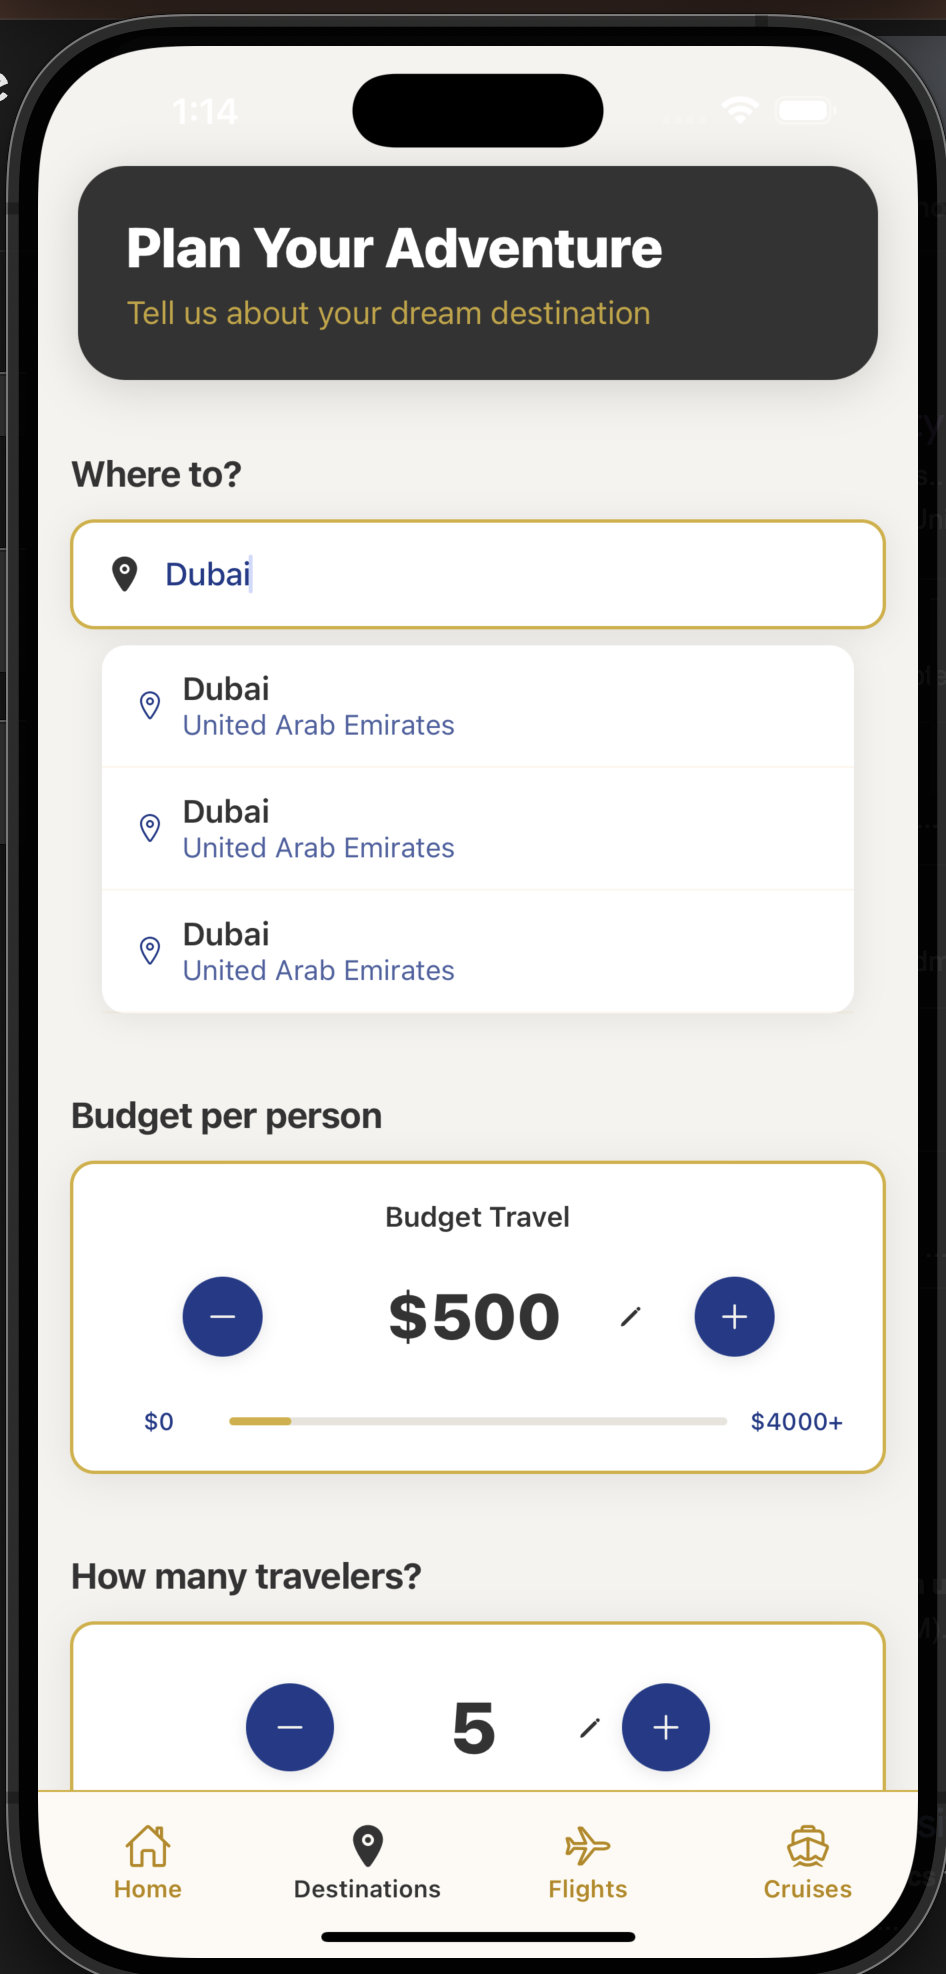 1:14
Plan Your Adventure
Tell us about your dream destination
Where to?
Dubai
Dubai
United Arab Emirates
Dubai
United Arab Emirates
Dubai
United Arab Emirates
Budget per person
Budget Travel
$500
$0
$4000+
How many travelers?
5
Home
Destinations
Flights
Cruises